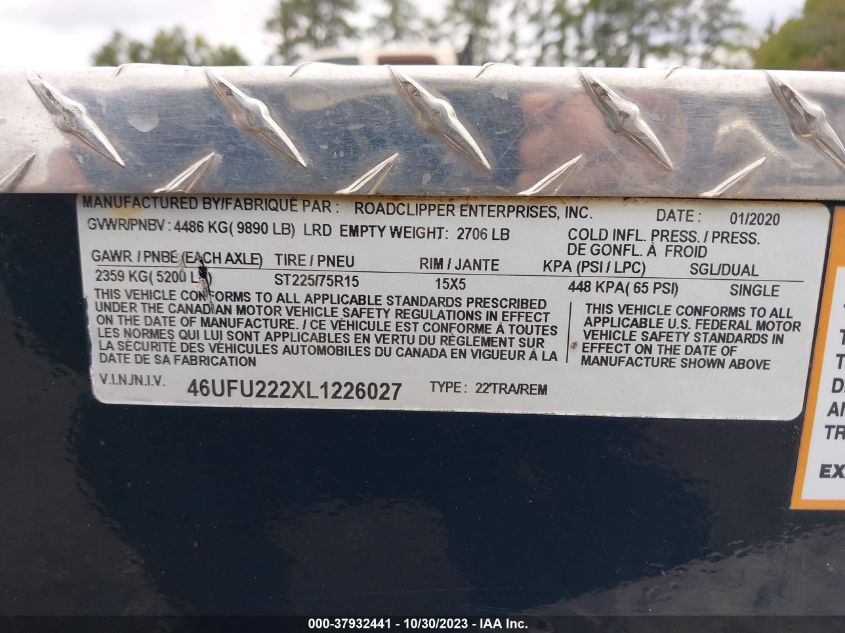 MANUFACTURED BY/FABRIQUÉ PAR : ROADCLIPPER ENTERPRISES, INC. DATE : 01/2020
GVWR/PNBV : 4486 KG( 9890 LB) LRD EMPTY WEIGHT: 2706 LB
COLD INFL. PRESS. / PRESS.
DE GONFL. À FROID
GAWR / PNBE (EACH AXLE) TIRE / PNEU RIM / JANTE KPA (PSI / LPC) SGL/DUAL
2359 KG( 5200 LB) ST225/75R15 15X5 448 KPA( 65 PSI) SINGLE
THIS VEHICLE CONFORMS TO ALL APPLICABLE STANDARDS PRESCRIBED
UNDER THE CANADIAN MOTOR VEHICLE SAFETY REGULATIONS IN EFFECT
ON THE DATE OF MANUFACTURE. / CE VÉHICULE EST CONFORME À TOUTES
LES NORMES QUI LUI SONT APPLICABLES EN VERTU DU RÈGLEMENT SUR
LA SÉCURITÉ DES VÉHICULES AUTOMOBILES DU CANADA EN VIGUEUR À LA
DATE DE SA FABRICATION
THIS VEHICLE CONFORMS TO ALL
APPLICABLE U.S. FEDERAL MOTOR
VEHICLE SAFETY STANDARDS IN
EFFECT ON THE DATE OF
MANUFACTURE SHOWN ABOVE
V.I.N./N.I.V. 46UFU222XL1226027 TYPE: 22'TRA/REM
EX
000-37932441 - 10/30/2023 - IAAI.COM.